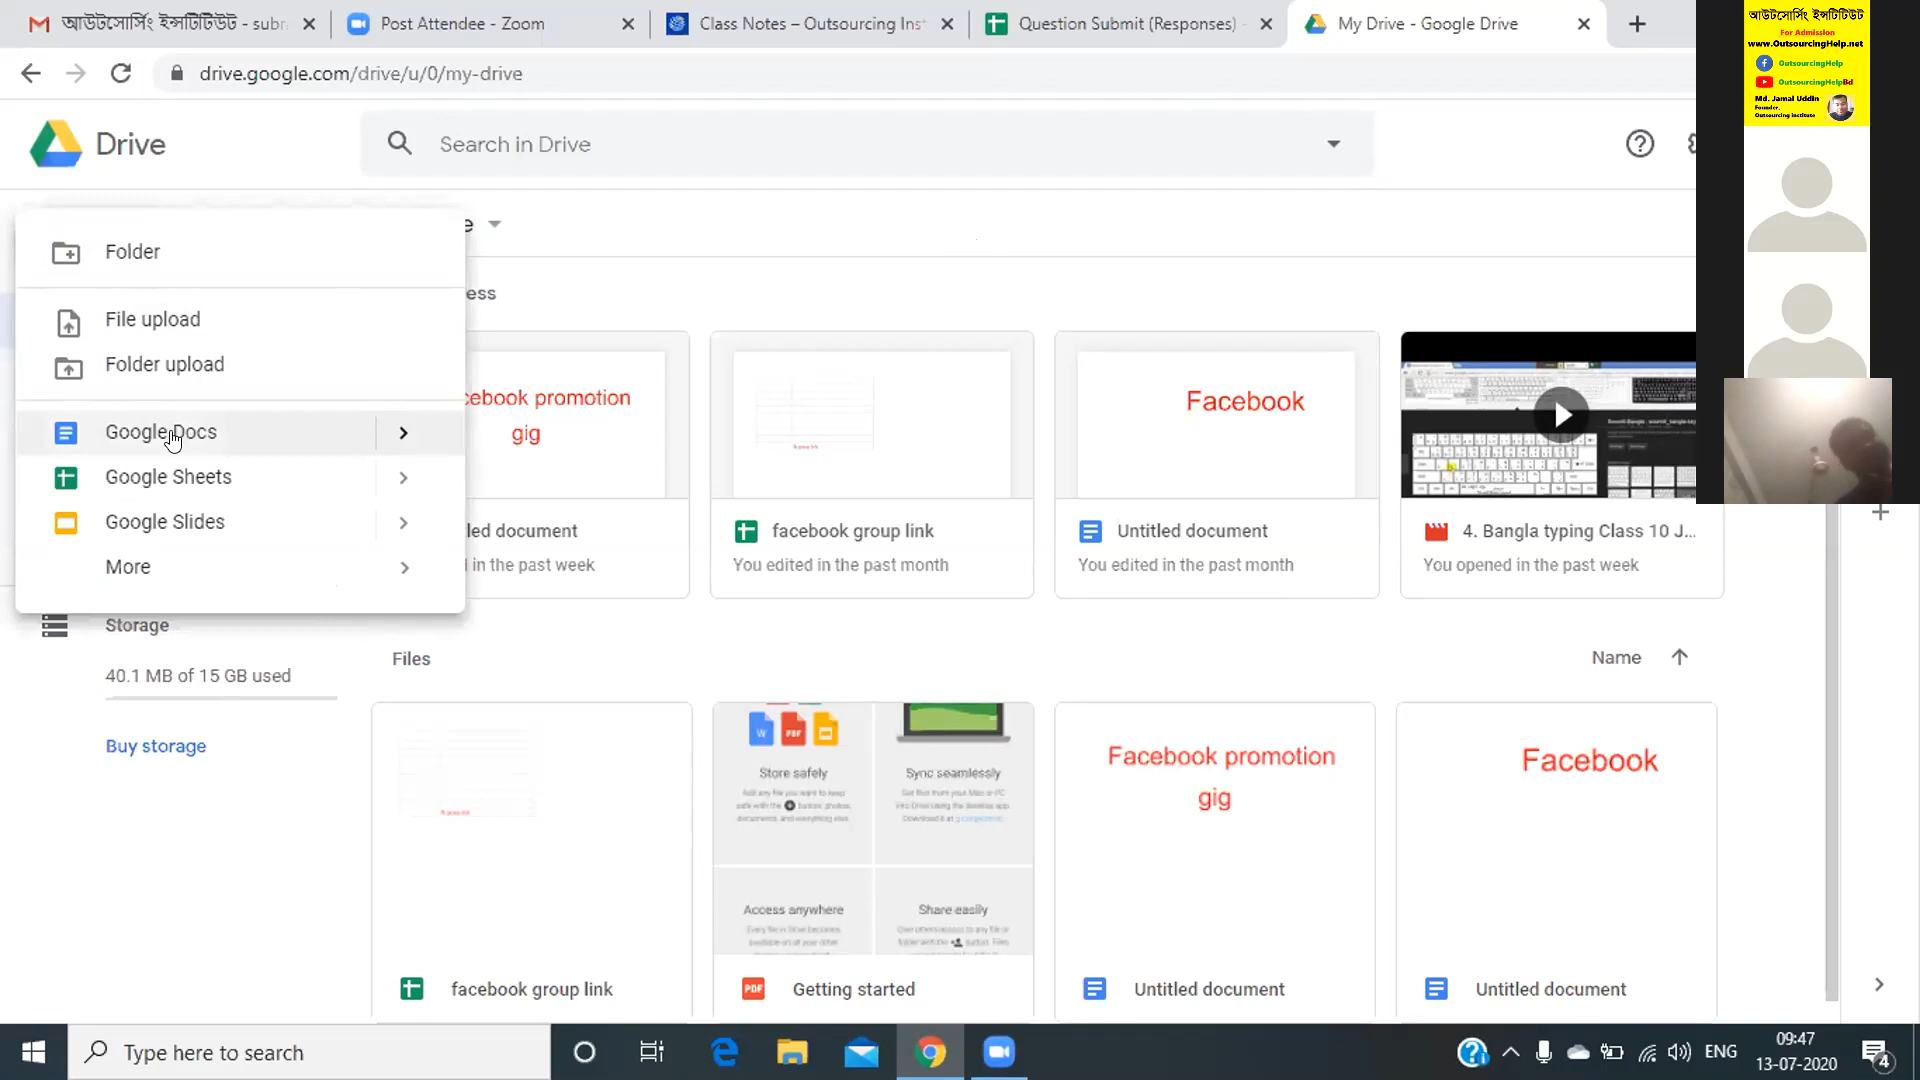 আউটসোর্সিং ইন্সটিটিউট - sub
Post Attendee - Zoom
Class Notes – Outsourcing Ins
Question Submit (Responses) -
My Drive - Google Drive
drive.google.com/drive/u/0/my-drive
Drive
Search in Drive
Folder
File upload
Folder upload
Google Docs
Google Sheets
Google Slides
More
Storage
40.1 MB of 15 GB used
Buy storage
e
ess
cebook promotion
gig
Facebook
led document
in the past week
facebook group link
You edited in the past month
Untitled document
You edited in the past month
4. Bangla typing Class 10 J...
You opened in the past week
Files
Name
Store safely
Sync seamlessly
Access anywhere
Share easily
Facebook promotion
gig
Facebook
facebook group link
PDF
Getting started
Untitled document
Untitled document
আউটসোর্সিং ইন্সটিটিউট
For Admission
www.OutsourcingHelp.net
OutsourcingHelp
OutsourcingHelpBd
Md. Jamal Uddin
Founder,
Outsourcing Institute
Type here to search
ENG
09:47
13-07-2020
4